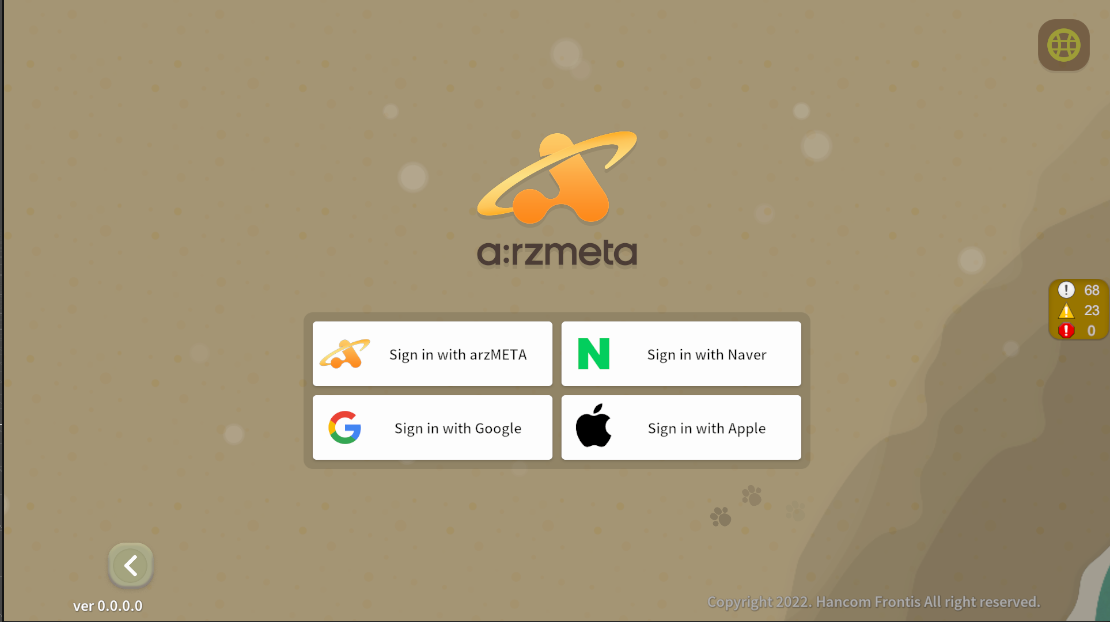 a:rzmeta
68
23
0
Sign in with arzMETA
Sign in with Naver
Sign in with Google
Sign in with Apple
ver 0.0.0.0
Copyright 2022. Hancom Frontis All right reserved.